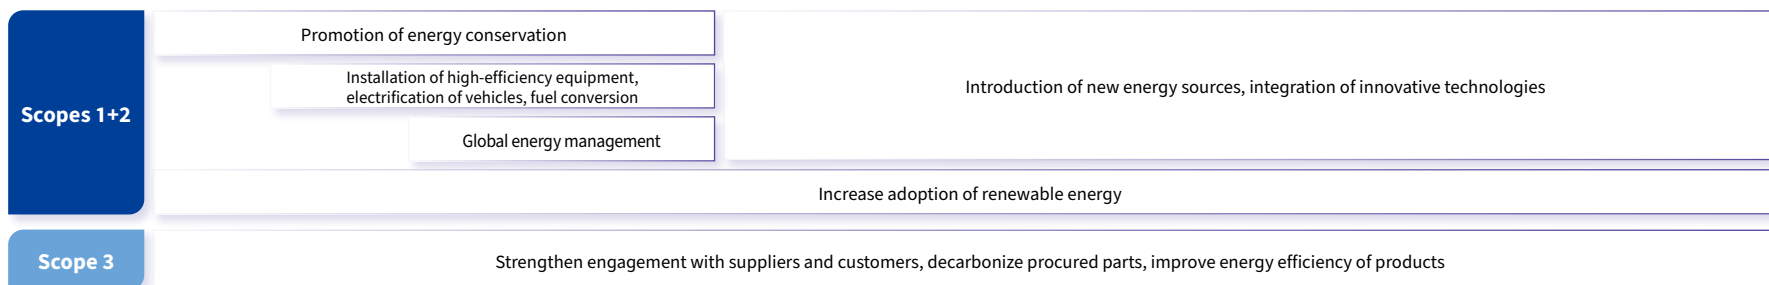 Scopes 1+2
Promotion of energy conservation
Installation of high-efficiency equipment,
electrification of vehicles, fuel conversion
Global energy management
Introduction of new energy sources, integration of innovative technologies
Increase adoption of renewable energy
Scope 3
Strengthen engagement with suppliers and customers, decarbonize procured parts, improve energy efficiency of products